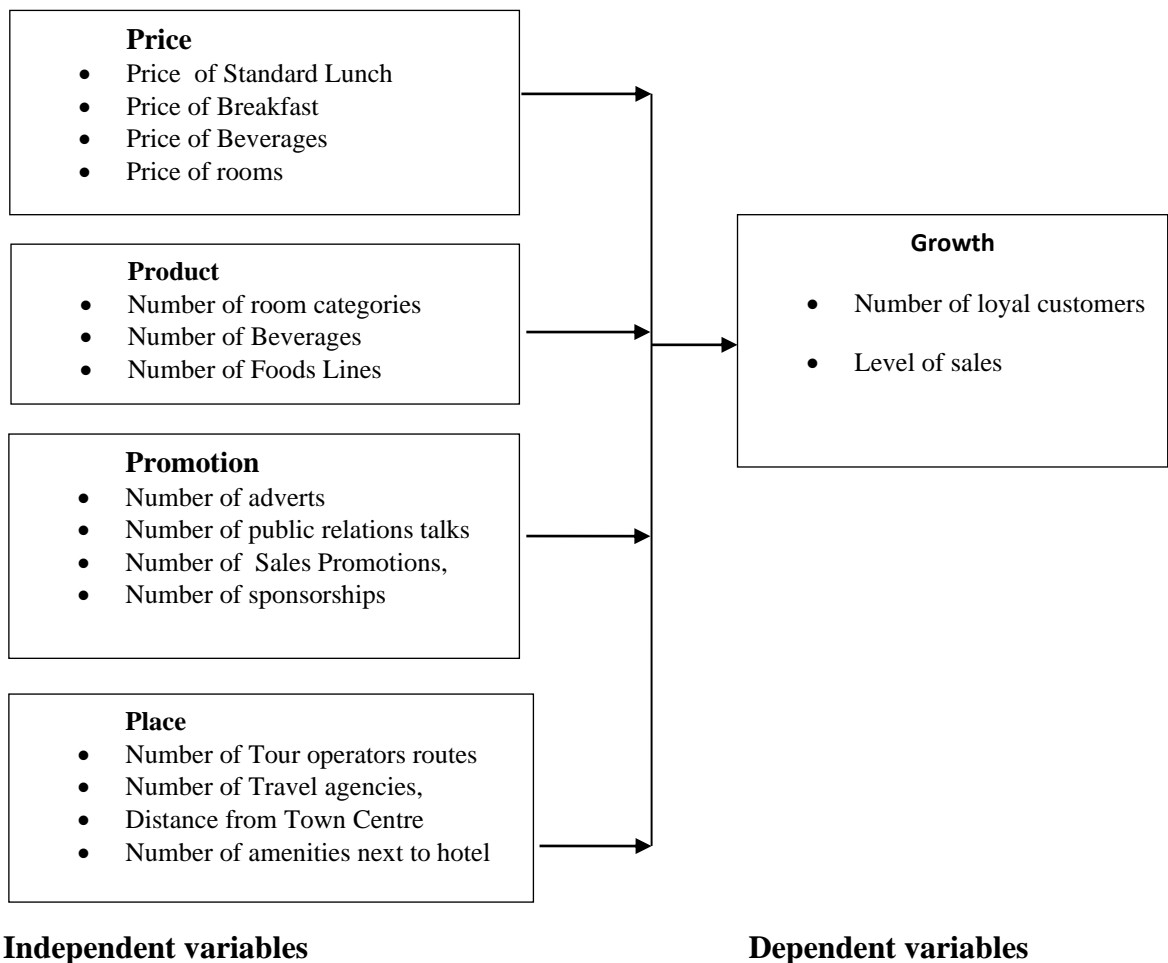 Price
• Price of Standard Lunch
• Price of Breakfast
• Price of Beverages
• Price of rooms
Product
• Number of room categories
• Number of Beverages
• Number of Foods Lines
Promotion
• Number of adverts
• Number of public relations talks
• Number of Sales Promotions,
• Number of sponsorships
Place
• Number of Tour operators routes
• Number of Travel agencies,
• Distance from Town Centre
• Number of amenities next to hotel
Growth
• Number of loyal customers
• Level of sales
Independent variables
Dependent variables